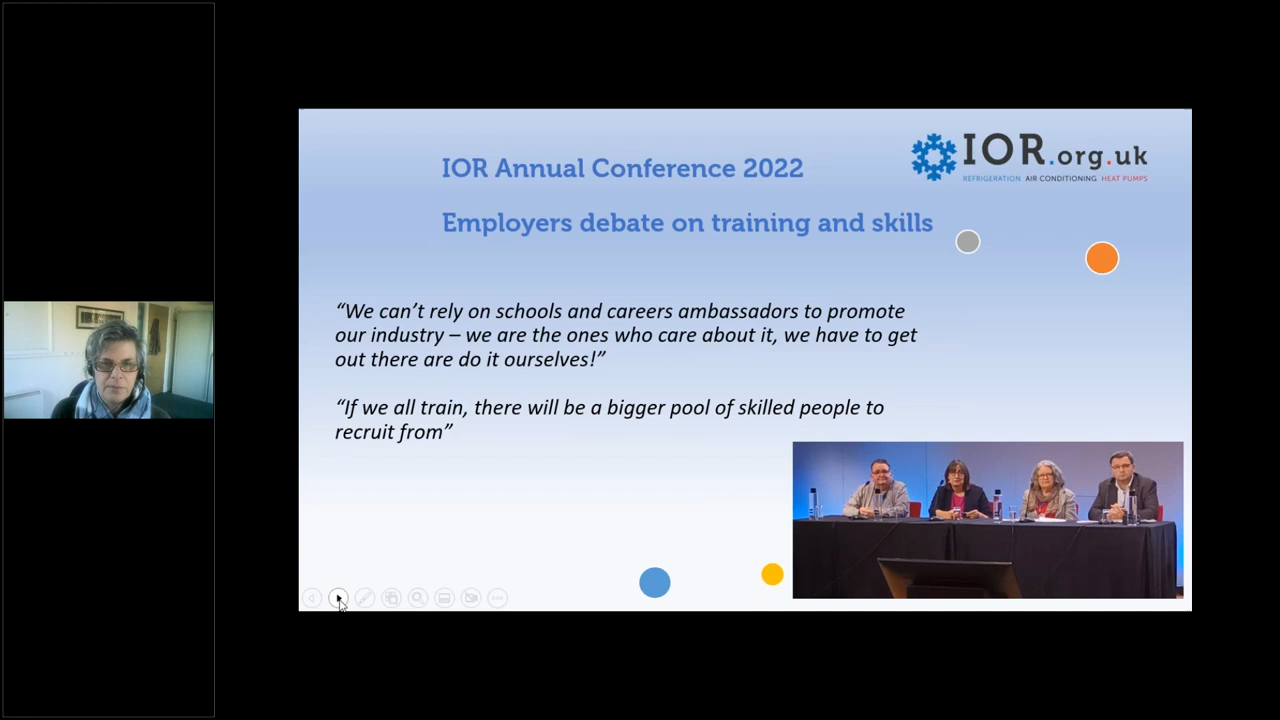 IOR Annual Conference 2022
IOR.org.uk
REFRIGERATION AIR CONDITIONING HEAT PUMPS
Employers debate on training and skills
“We can’t rely on schools and careers ambassadors to promote
our industry – we are the ones who care about it, we have to get
out there are do it ourselves!”
“If we all train, there will be a bigger pool of skilled people to
recruit from”